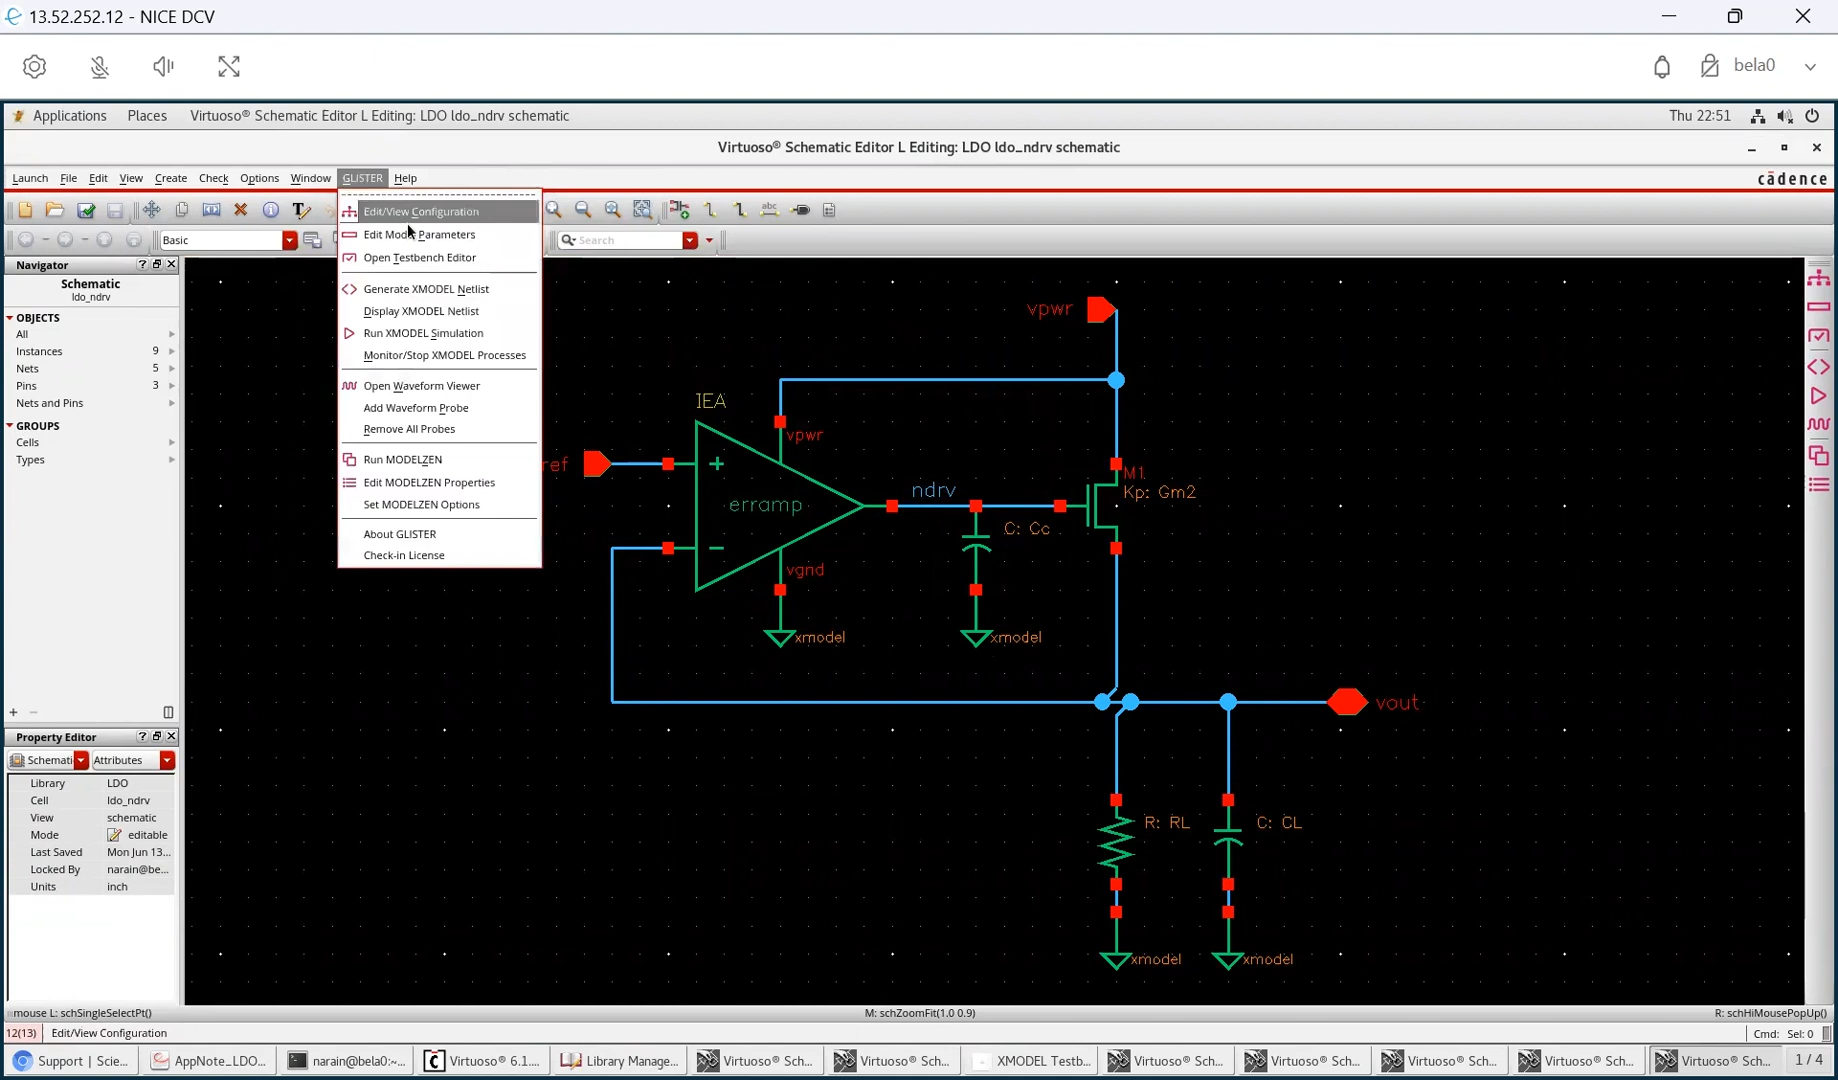 13.52.252.12 - NICE DCV
bela0
Applications Places Virtuoso® Schematic Editor L Editing: LDO ldo_ndrv schematic Thu 22:51
Virtuoso® Schematic Editor L Editing: LDO ldo_ndrv schematic
Launch File Edit View Create Check Options Window GLISTER Help cādence
abc
Basic
Search
Navigator
Schematic
ldo_ndrv
OBJECTS
All
Instances 9
Nets 5
Pins 3
Nets and Pins
GROUPS
Cells
Types
Edit/View Configuration
Edit Mod Parameters
Open Testbench Editor
Generate XMODEL Netlist
Display XMODEL Netlist
Run XMODEL Simulation
Monitor/Stop XMODEL Processes
Open Waveform Viewer
Add Waveform Probe
Remove All Probes
Run MODELZEN
Edit MODELZEN Properties
Set MODELZEN Options
About GLISTER
Check-in License
vpwr
IEA
vpwr
ref
+
erramp
−
ndrv
M1
Kp: Gm2
C: Cc
vgnd
xmodel
xmodel
vout
R: RL
C: CL
xmodel
xmodel
Property Editor
Schemati Attributes
Library LDO
Cell ldo_ndrv
View schematic
Mode editable
Last Saved Mon Jun 13...
Locked By narain@be...
Units inch
mouse L: schSingleSelectPt() M: schZoomFit(1.0 0.9) R: schHiMousePopUp()
12(13) Edit/View Configuration Cmd: Sel: 0
Support | Scie... AppNote_LDO... narain@bela0:~... Virtuoso® 6.1.... Library Manage... Virtuoso® Sch... Virtuoso® Sc... XMODEL Testb... Virtuoso® Sch... Virtuoso® Sch... Virtuoso® Sch... Virtuoso® Sch... Virtuoso® Sch... 1 / 4